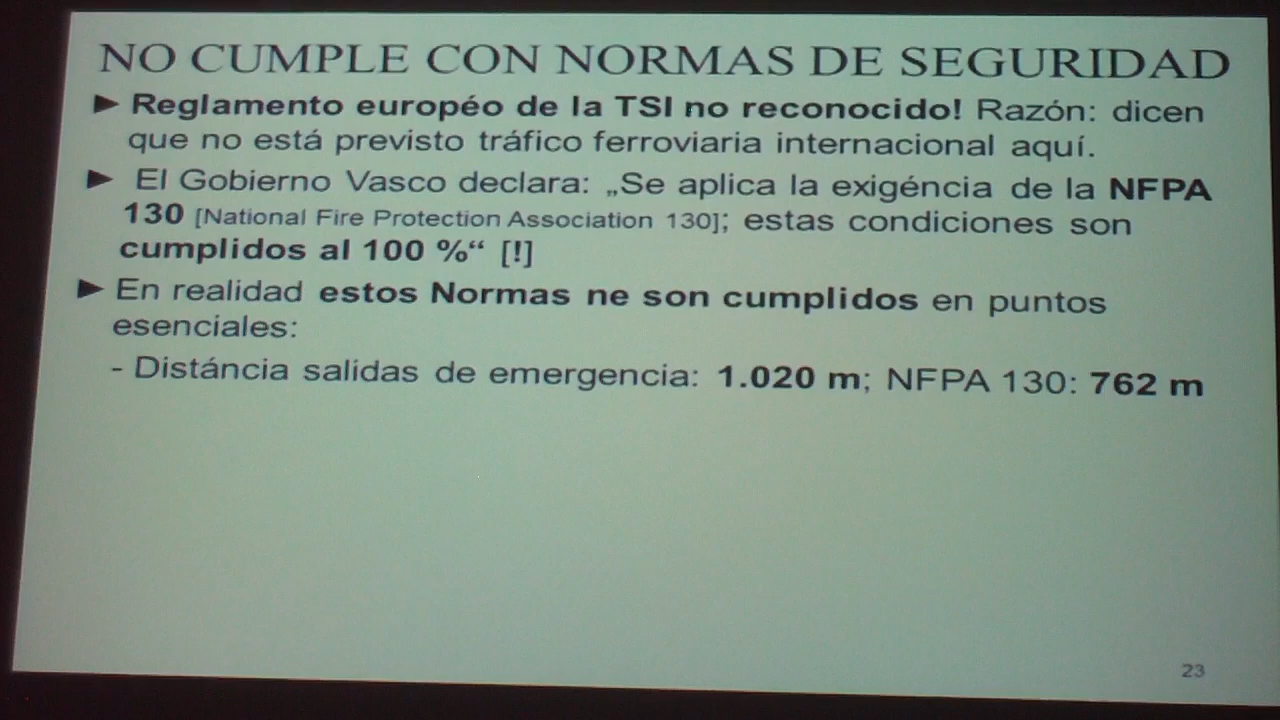 NO CUMPLE CON NORMAS DE SEGURIDAD
► Reglamento européo de la TSI no reconocido! Razón: dicen
que no está previsto tráfico ferroviaria internacional aquí.
► El Gobierno Vasco declara: „Se aplica la exigéncia de la NFPA
130 [National Fire Protection Association 130]; estas condiciones son
cumplidos al 100 %“ [!]
► En realidad estos Normas ne son cumplidos en puntos
esenciales:
- Distáncia salidas de emergencia: 1.020 m; NFPA 130: 762 m
23